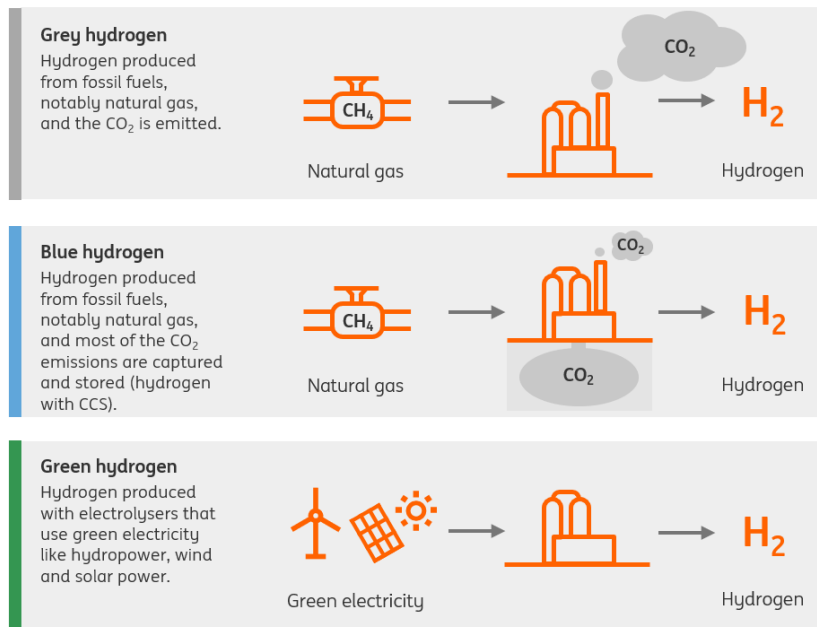 Grey hydrogen
Hydrogen produced
from fossil fuels,
notably natural gas,
and the CO₂ is emitted.
CH₄
Natural gas
CO₂
H₂
Hydrogen
Blue hydrogen
Hydrogen produced
from fossil fuels,
notably natural gas,
and most of the CO₂
emissions are captured
and stored (hydrogen
with CCS).
CH₄
Natural gas
CO₂
CO₂
H₂
Hydrogen
Green hydrogen
Hydrogen produced
with electrolysers that
use green electricity
like hydropower, wind
and solar power.
Green electricity
H₂
Hydrogen